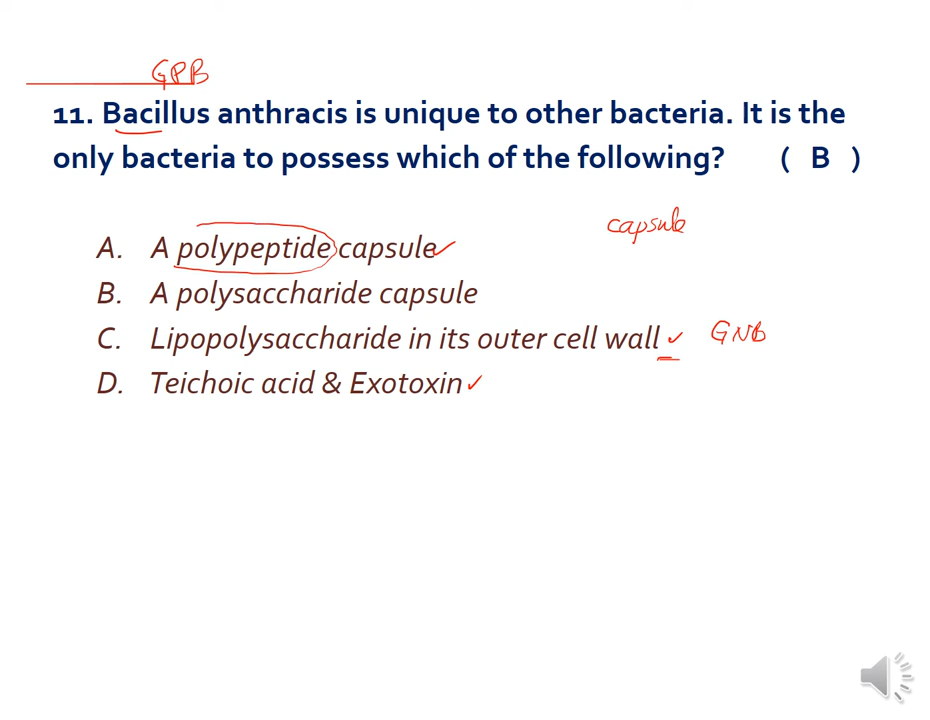 GPB
11. Bacillus anthracis is unique to other bacteria. It is the
only bacteria to possess which of the following? ( B )
capsule
A. A polypeptide capsule ✓
B. A polysaccharide capsule
C. Lipopolysaccharide in its outer cell wall ✓ GNB
D. Teichoic acid & Exotoxin ✓